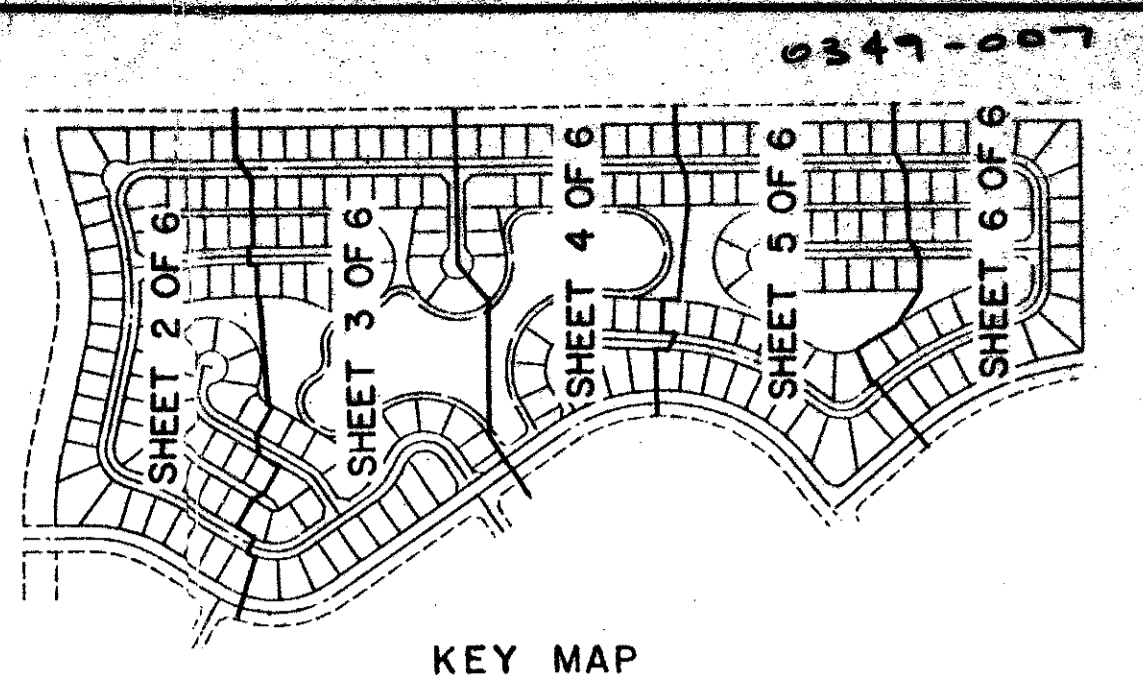 0349-007
SHEET 2 OF 6
SHEET 3 OF 6
SHEET 4 OF 6
SHEET 5 OF 6
SHEET 6 OF 6
KEY MAP